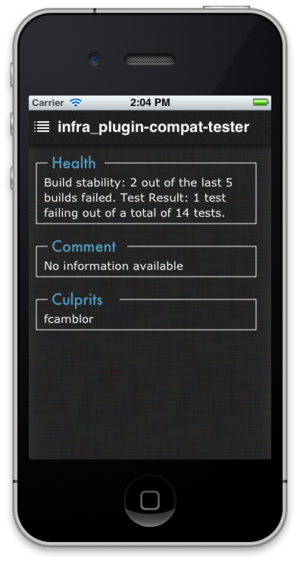 Carrier 2:04 PM
infra_plugin-compat-tester
Health
Build stability: 2 out of the last 5
builds failed. Test Result: 1 test
failing out of a total of 14 tests.
Comment
No information available
Culprits
fcamblor